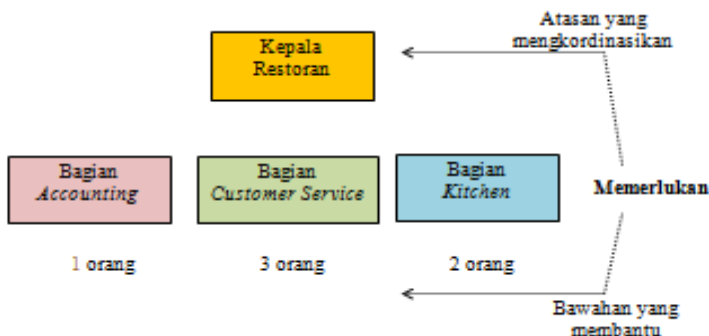 Atasan yang
mengkordinasikan
Kepala
Restoran
Bagian
Accounting
Bagian
Customer Service
Bagian
Kitchen
Memerlukan
1 orang
3 orang
2 orang
Bawahan yang
membantu